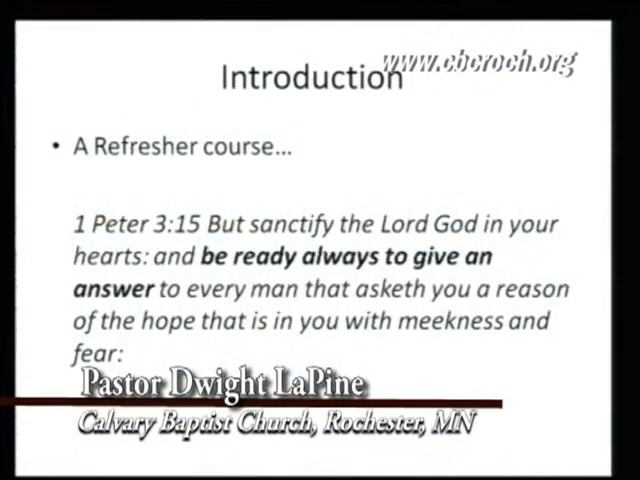 www.cbcroch.org
Introduction
• A Refresher course...
1 Peter 3:15 But sanctify the Lord God in your
hearts: and be ready always to give an
answer to every man that asketh you a reason
of the hope that is in you with meekness and
fear:
Pastor Dwight LaPine
Calvary Baptist Church, Rochester, MN